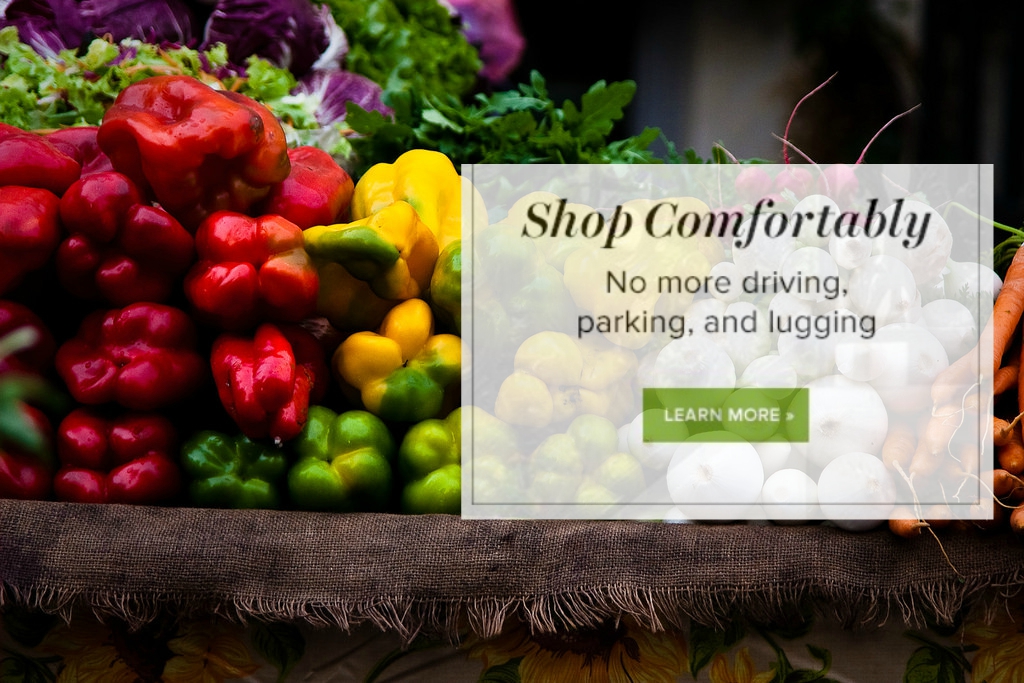 Shop Comfortably
No more driving,
parking, and lugging
LEARN MORE »